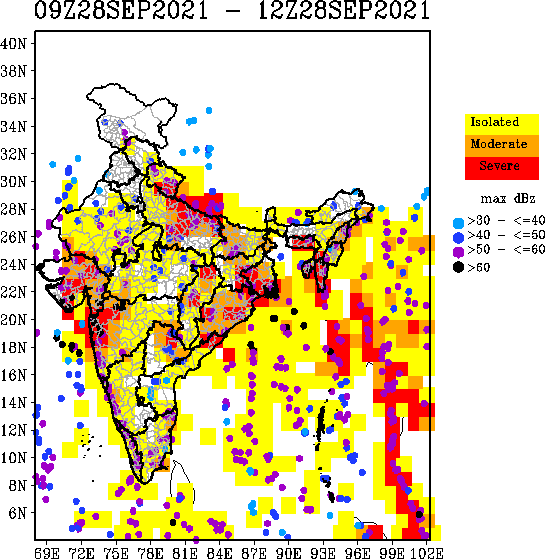 09Z28SEP2021 – 12Z28SEP2021
40N
38N
36N
34N
32N
30N
28N
26N
24N
22N
20N
18N
16N
14N
12N
10N
8N
6N
69E 72E 75E 78E 81E 84E 87E 90E 93E 96E 99E 102E
Isolated
Moderate
Severe
max dBz
>30 – <=40
>40 – <=50
>50 – <=60
>60